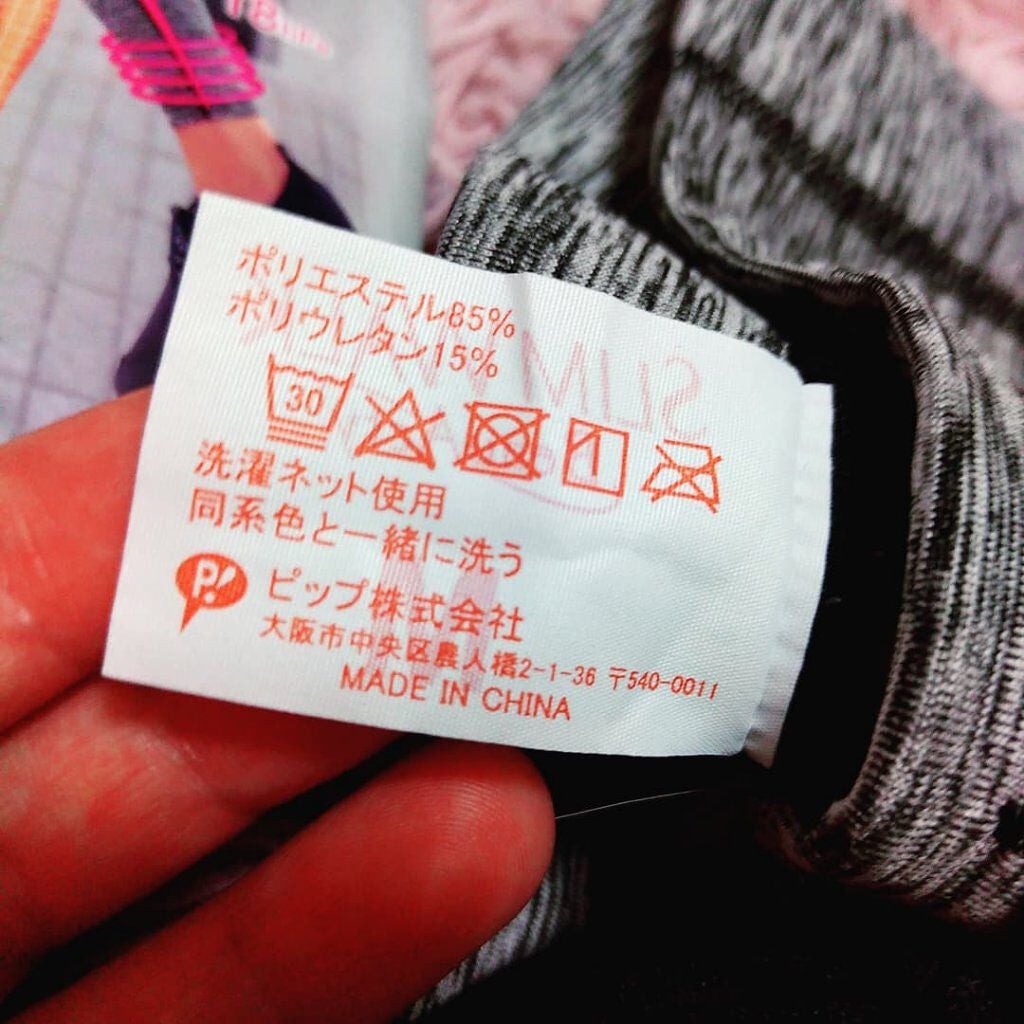 ポリエステル85%
ポリウレタン15%
30
洗濯ネット使用
同系色と一緒に洗う
P!
ピップ株式会社
大阪市中央区農人橋2-1-36 〒540-0011
MADE IN CHINA
SLIM